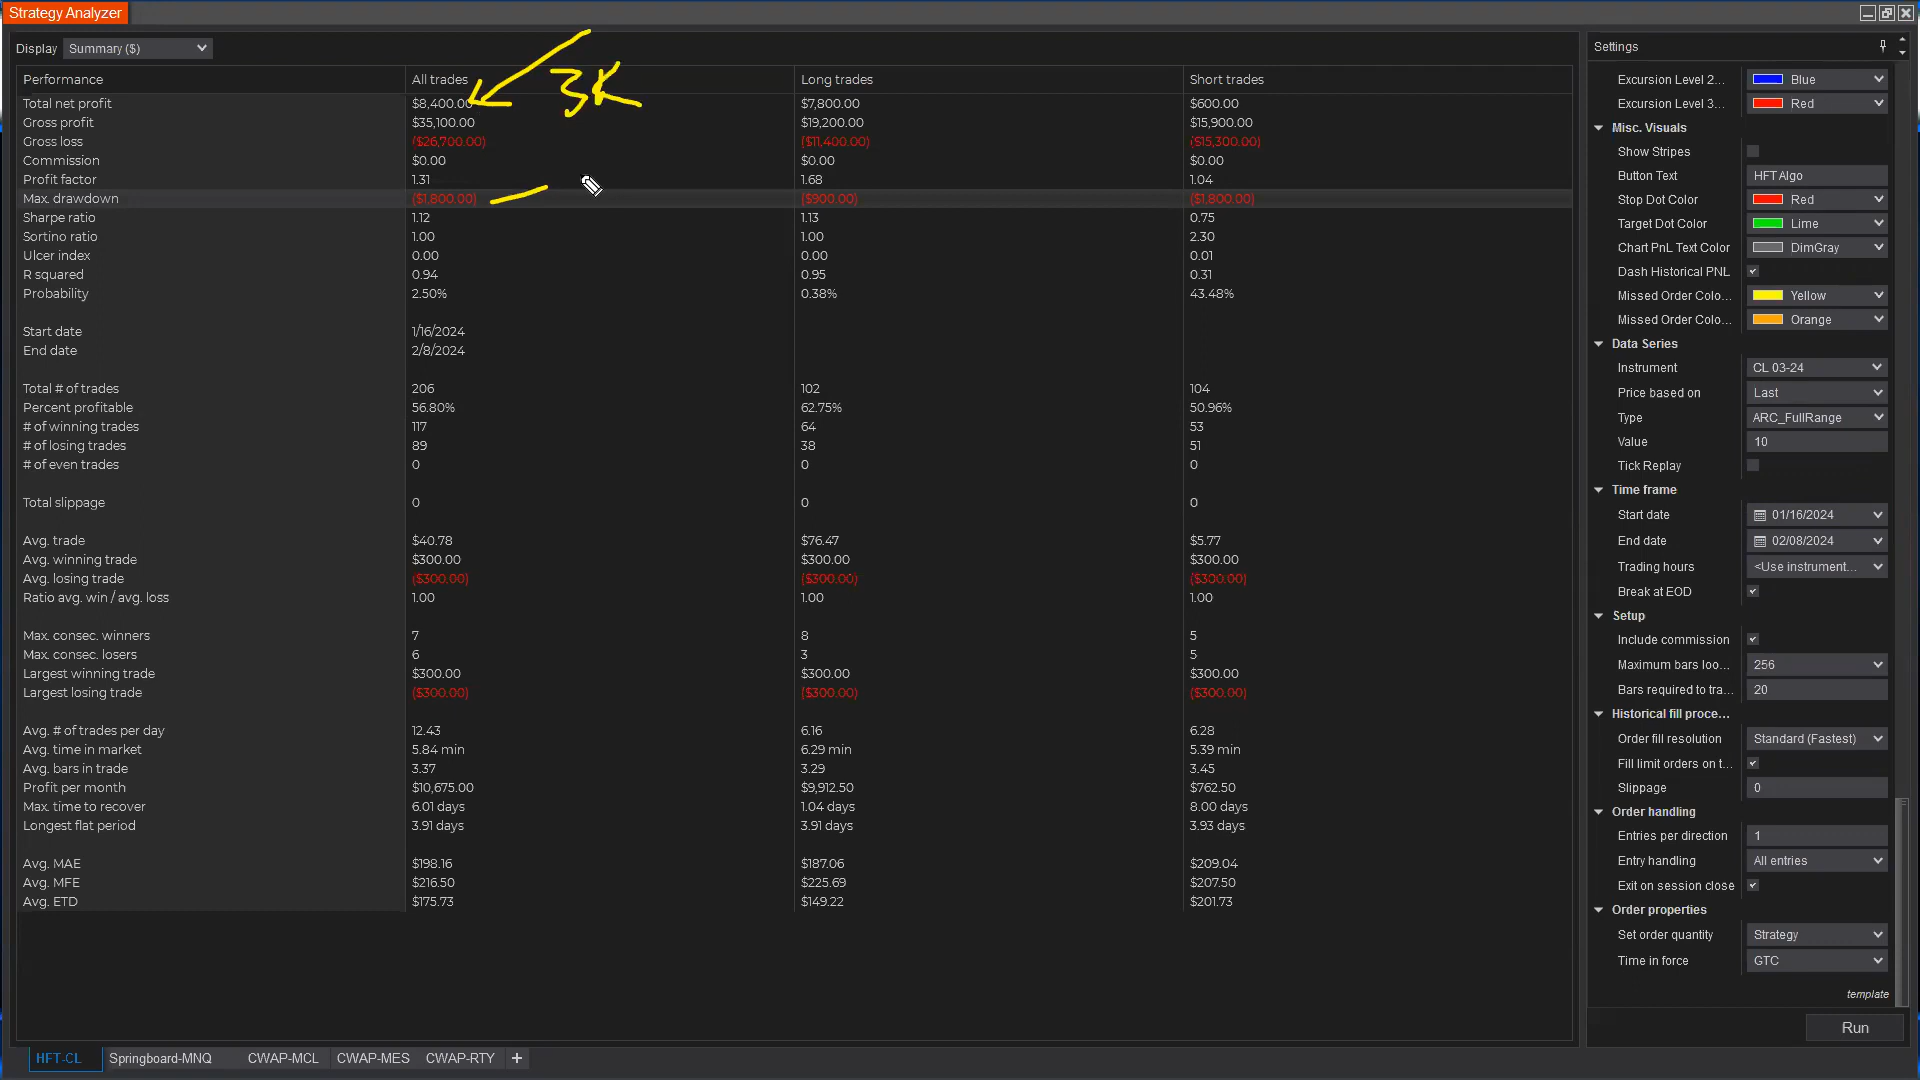 Strategy Analyzer
Display Summary ($)
Performance All trades Long trades Short trades
Total net profit $8,400.00 $7,800.00 $600.00
3K
Gross profit $35,100.00 $19,200.00 $15,900.00
Gross loss ($26,700.00) ($11,400.00) ($15,300.00)
Commission $0.00 $0.00 $0.00
Profit factor 1.31 1.68 1.04
Max. drawdown ($1,800.00) ($900.00) ($1,800.00)
Sharpe ratio 1.12 1.13 0.75
Sortino ratio 1.00 1.00 2.30
Ulcer index 0.00 0.00 0.01
R squared 0.94 0.95 0.31
Probability 2.50% 0.38% 43.48%
Start date 1/16/2024
End date 2/8/2024
Total # of trades 206 102 104
Percent profitable 56.80% 62.75% 50.96%
# of winning trades 117 64 53
# of losing trades 89 38 51
# of even trades 0 0 0
Total slippage 0 0 0
Avg. trade $40.78 $76.47 $5.77
Avg. winning trade $300.00 $300.00 $300.00
Avg. losing trade ($300.00) ($300.00) ($300.00)
Ratio avg. win / avg. loss 1.00 1.00 1.00
Max. consec. winners 7 8 5
Max. consec. losers 6 3 5
Largest winning trade $300.00 $300.00 $300.00
Largest losing trade ($300.00) ($300.00) ($300.00)
Avg. # of trades per day 12.43 6.16 6.28
Avg. time in market 5.84 min 6.29 min 5.39 min
Avg. bars in trade 3.37 3.29 3.45
Profit per month $10,675.00 $9,912.50 $762.50
Max. time to recover 6.01 days 1.04 days 8.00 days
Longest flat period 3.91 days 3.91 days 3.93 days
Avg. MAE $198.16 $187.06 $209.04
Avg. MFE $216.50 $225.69 $207.50
Avg. ETD $175.73 $149.22 $201.73
HFT-CL Springboard-MNQ CWAP-MCL CWAP-MES CWAP-RTY +
Settings
Excursion Level 2... Blue
Excursion Level 3... Red
Misc. Visuals
Show Stripes
Button Text HFT Algo
Stop Dot Color Red
Target Dot Color Lime
Chart PnL Text Color DimGray
Dash Historical PNL
Missed Order Colo... Yellow
Missed Order Colo... Orange
Data Series
Instrument CL 03-24
Price based on Last
Type ARC_FullRange
Value 10
Tick Replay
Time frame
Start date 01/16/2024
End date 02/08/2024
Trading hours <Use instrument...
Break at EOD
Setup
Include commission
Maximum bars loo... 256
Bars required to tra... 20
Historical fill proce...
Order fill resolution Standard (Fastest)
Fill limit orders on t...
Slippage 0
Order handling
Entries per direction 1
Entry handling All entries
Exit on session close
Order properties
Set order quantity Strategy
Time in force GTC
template
Run